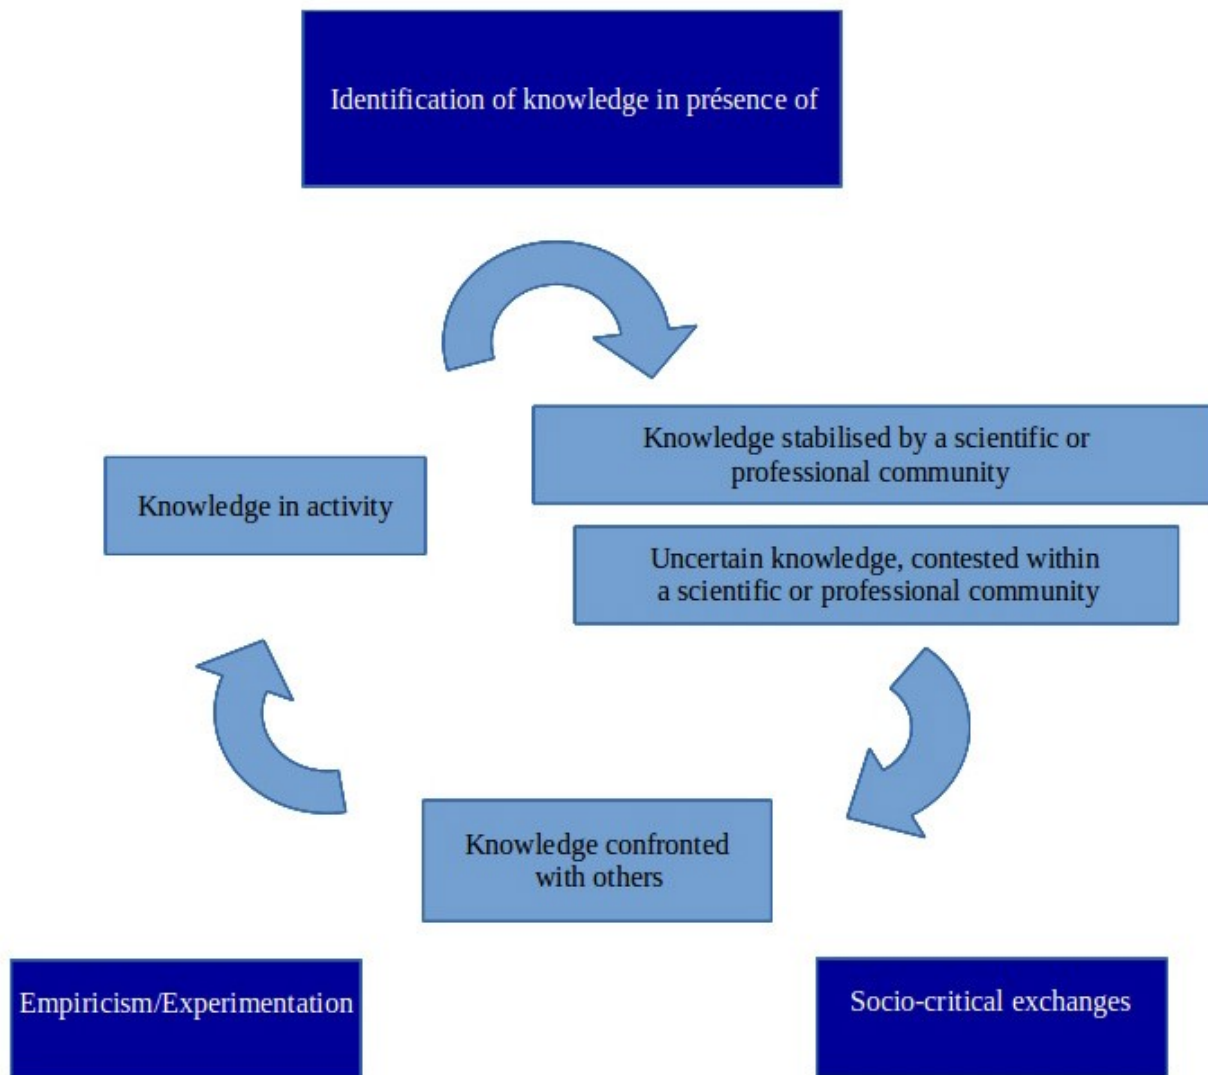 Identification of knowledge in présence of
Knowledge stabilised by a scientific or
professional community
Knowledge in activity
Uncertain knowledge, contested within
a scientific or professional community
Knowledge confronted
with others
Empiricism/Experimentation
Socio-critical exchanges